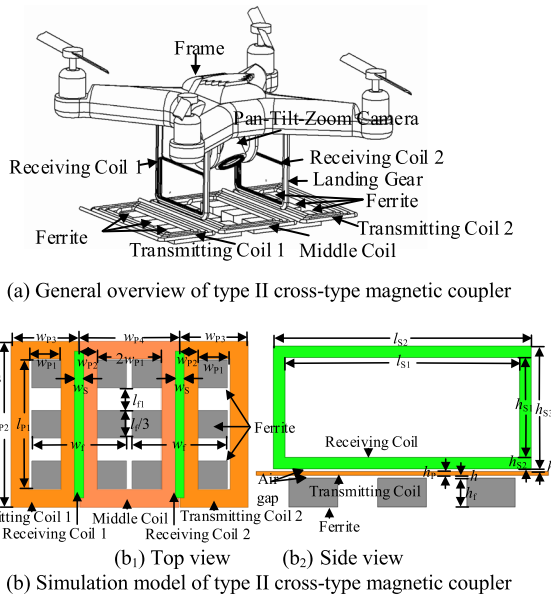 Frame
Pan-Tilt-Zoom Camera
Receiving Coil 1
Receiving Coil 2
Landing Gear
Ferrite
Ferrite
Transmitting Coil 2
Transmitting Coil 1
Middle Coil
(a) General overview of type II cross-type magnetic coupler
wP3 wP4 wP3
lS2
wP2 2wP1 wP2
wP1 wP1
lS1
wS wS
hS1 hS3
lf1
P2 lP1 lf/3
Ferrite
wf wf
Receiving Coil
hS2
hP h
Air gap
Transmitting Coil
hf
itting Coil 1 Middle Coil Transmitting Coil 2
Receiving Coil 1 Receiving Coil 2
Ferrite
(b1) Top view (b2) Side view
(b) Simulation model of type II cross-type magnetic coupler